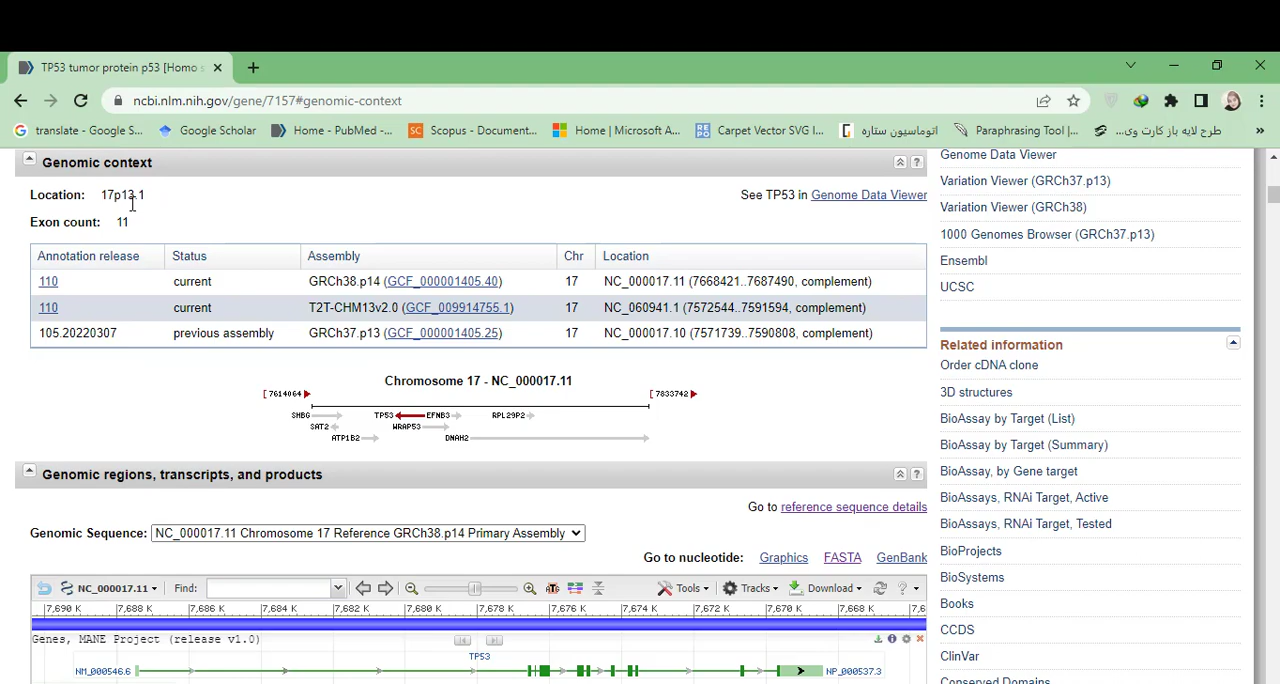 TP53 tumor protein p53 [Homo s
ncbi.nlm.nih.gov/gene/7157#genomic-context
translate - Google S... Google Scholar Home - PubMed -... Scopus - Document... Home | Microsoft A... Carpet Vector SVG I... اتوماسیون ستاره Paraphrasing Tool |... طرح لایه باز کارت وی... »
Genomic context
Location: 17p13.1
See TP53 in Genome Data Viewer
Exon count: 11
Annotation release Status Assembly Chr Location
110 current GRCh38.p14 (GCF_000001405.40) 17 NC_000017.11 (7668421..7687490, complement)
110 current T2T-CHM13v2.0 (GCF_009914755.1) 17 NC_060941.1 (7572544..7591594, complement)
105.20220307 previous assembly GRCh37.p13 (GCF_000001405.25) 17 NC_000017.10 (7571739..7590808, complement)
Chromosome 17 - NC_000017.11
[ 7614064 [ 7833742
SHBG TP53 EFNB3 RPL29P2
SAT2 WRAP53
ATP1B2 DNAH2
Genomic regions, transcripts, and products
Go to reference sequence details
Genomic Sequence: NC_000017.11 Chromosome 17 Reference GRCh38.p14 Primary Assembly
Go to nucleotide: Graphics FASTA GenBank
NC_000017.11 Find: Tools Tracks Download ?
7,690 K 7,688 K 7,686 K 7,684 K 7,682 K 7,680 K 7,678 K 7,676 K 7,674 K 7,672 K 7,670 K 7,668 K 7,6
Genes, MANE Project (release v1.0)
TP53
NM_000546.6 NP_000537.3
Genome Data Viewer
Variation Viewer (GRCh37.p13)
Variation Viewer (GRCh38)
1000 Genomes Browser (GRCh37.p13)
Ensembl
UCSC
Related information
Order cDNA clone
3D structures
BioAssay by Target (List)
BioAssay by Target (Summary)
BioAssay, by Gene target
BioAssays, RNAi Target, Active
BioAssays, RNAi Target, Tested
BioProjects
BioSystems
Books
CCDS
ClinVar
Conserved Domains